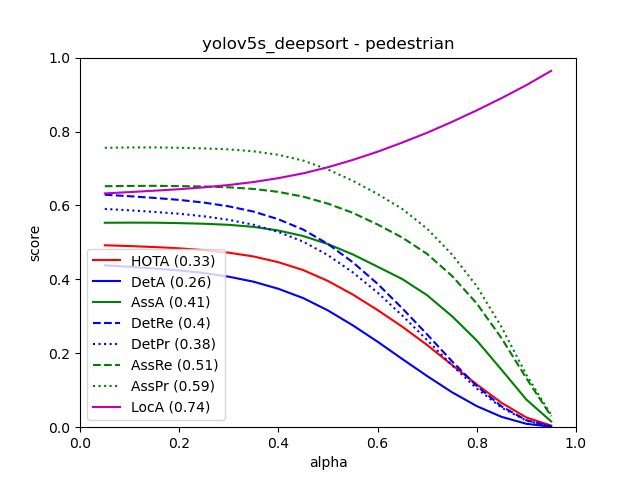 yolov5s_deepsort - pedestrian
1.0
0.8
0.6
0.4
0.2
0.0
score
HOTA (0.33)
DetA (0.26)
AssA (0.41)
DetRe (0.4)
DetPr (0.38)
AssRe (0.51)
AssPr (0.59)
LocA (0.74)
0.0 0.2 0.4 0.6 0.8 1.0
alpha